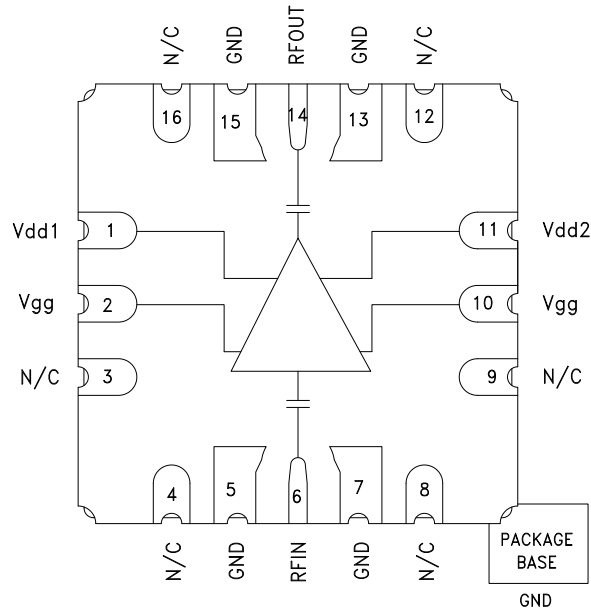 N/C GND RFOUT GND N/C
16 15 14 13 12
Vdd1 1 11 Vdd2
Vgg 2 10 Vgg
N/C 3 9 N/C
4 5 6 7 8
N/C GND RFIN GND N/C
PACKAGE
BASE
GND